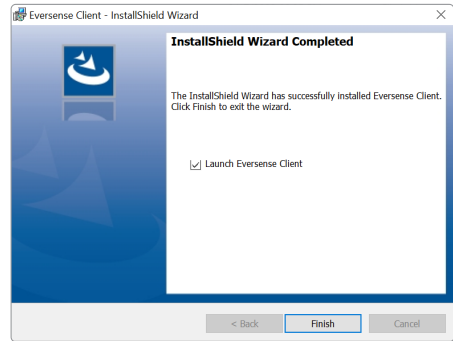 Eversense Client - InstallShield Wizard
InstallShield Wizard Completed
The InstallShield Wizard has successfully installed Eversense Client.
Click Finish to exit the wizard.
Launch Eversense Client
< Back Finish Cancel